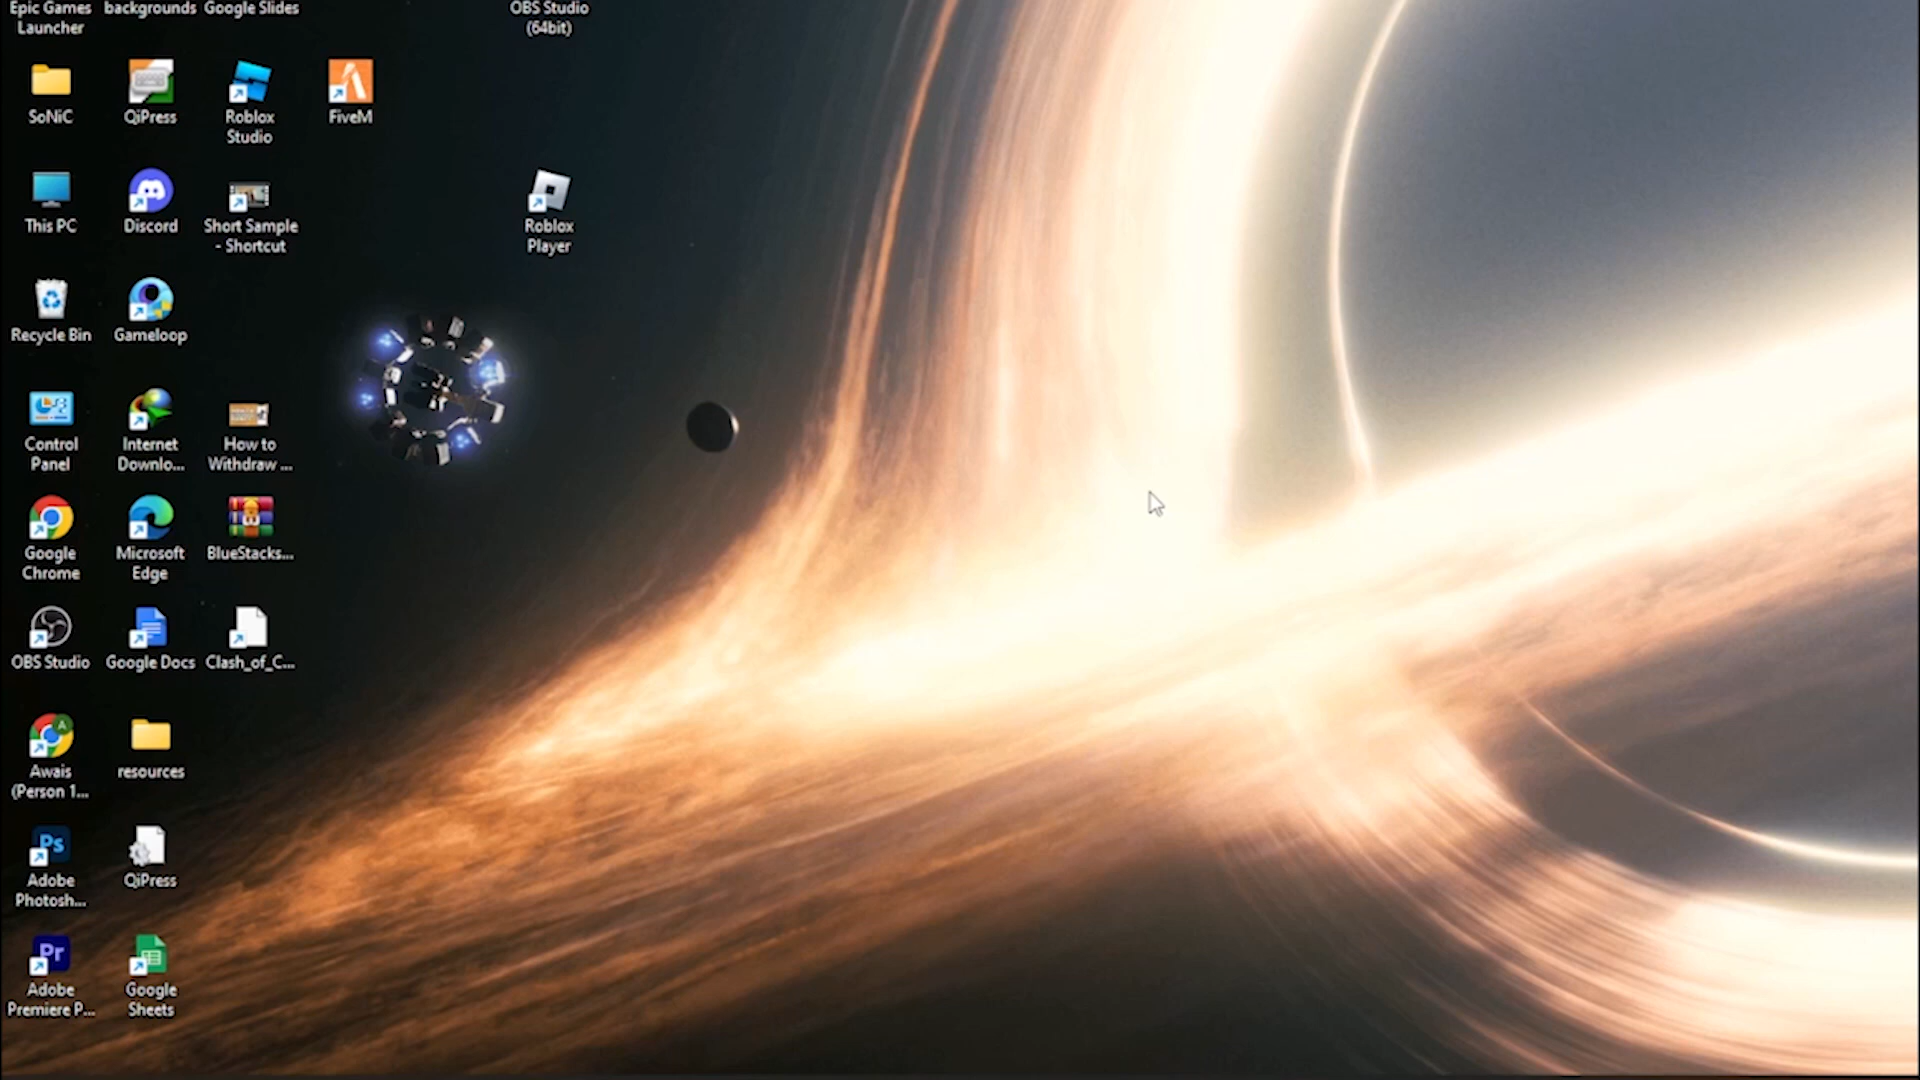 Epic Games
Launcher
backgrounds
Google Slides
OBS Studio
(64bit)
SoNiC
QiPress
Roblox
Studio
FiveM
This PC
Discord
Short Sample
- Shortcut
Roblox
Player
Recycle Bin
Gameloop
Control
Panel
Internet
Downlo...
How to
Withdraw ...
Google
Chrome
Microsoft
Edge
BlueStacks...
OBS Studio
Google Docs
Clash_of_C...
A
Awais
(Person 1...
resources
Ps
Adobe
Photosh...
QiPress
Pr
Adobe
Premiere P...
Google
Sheets